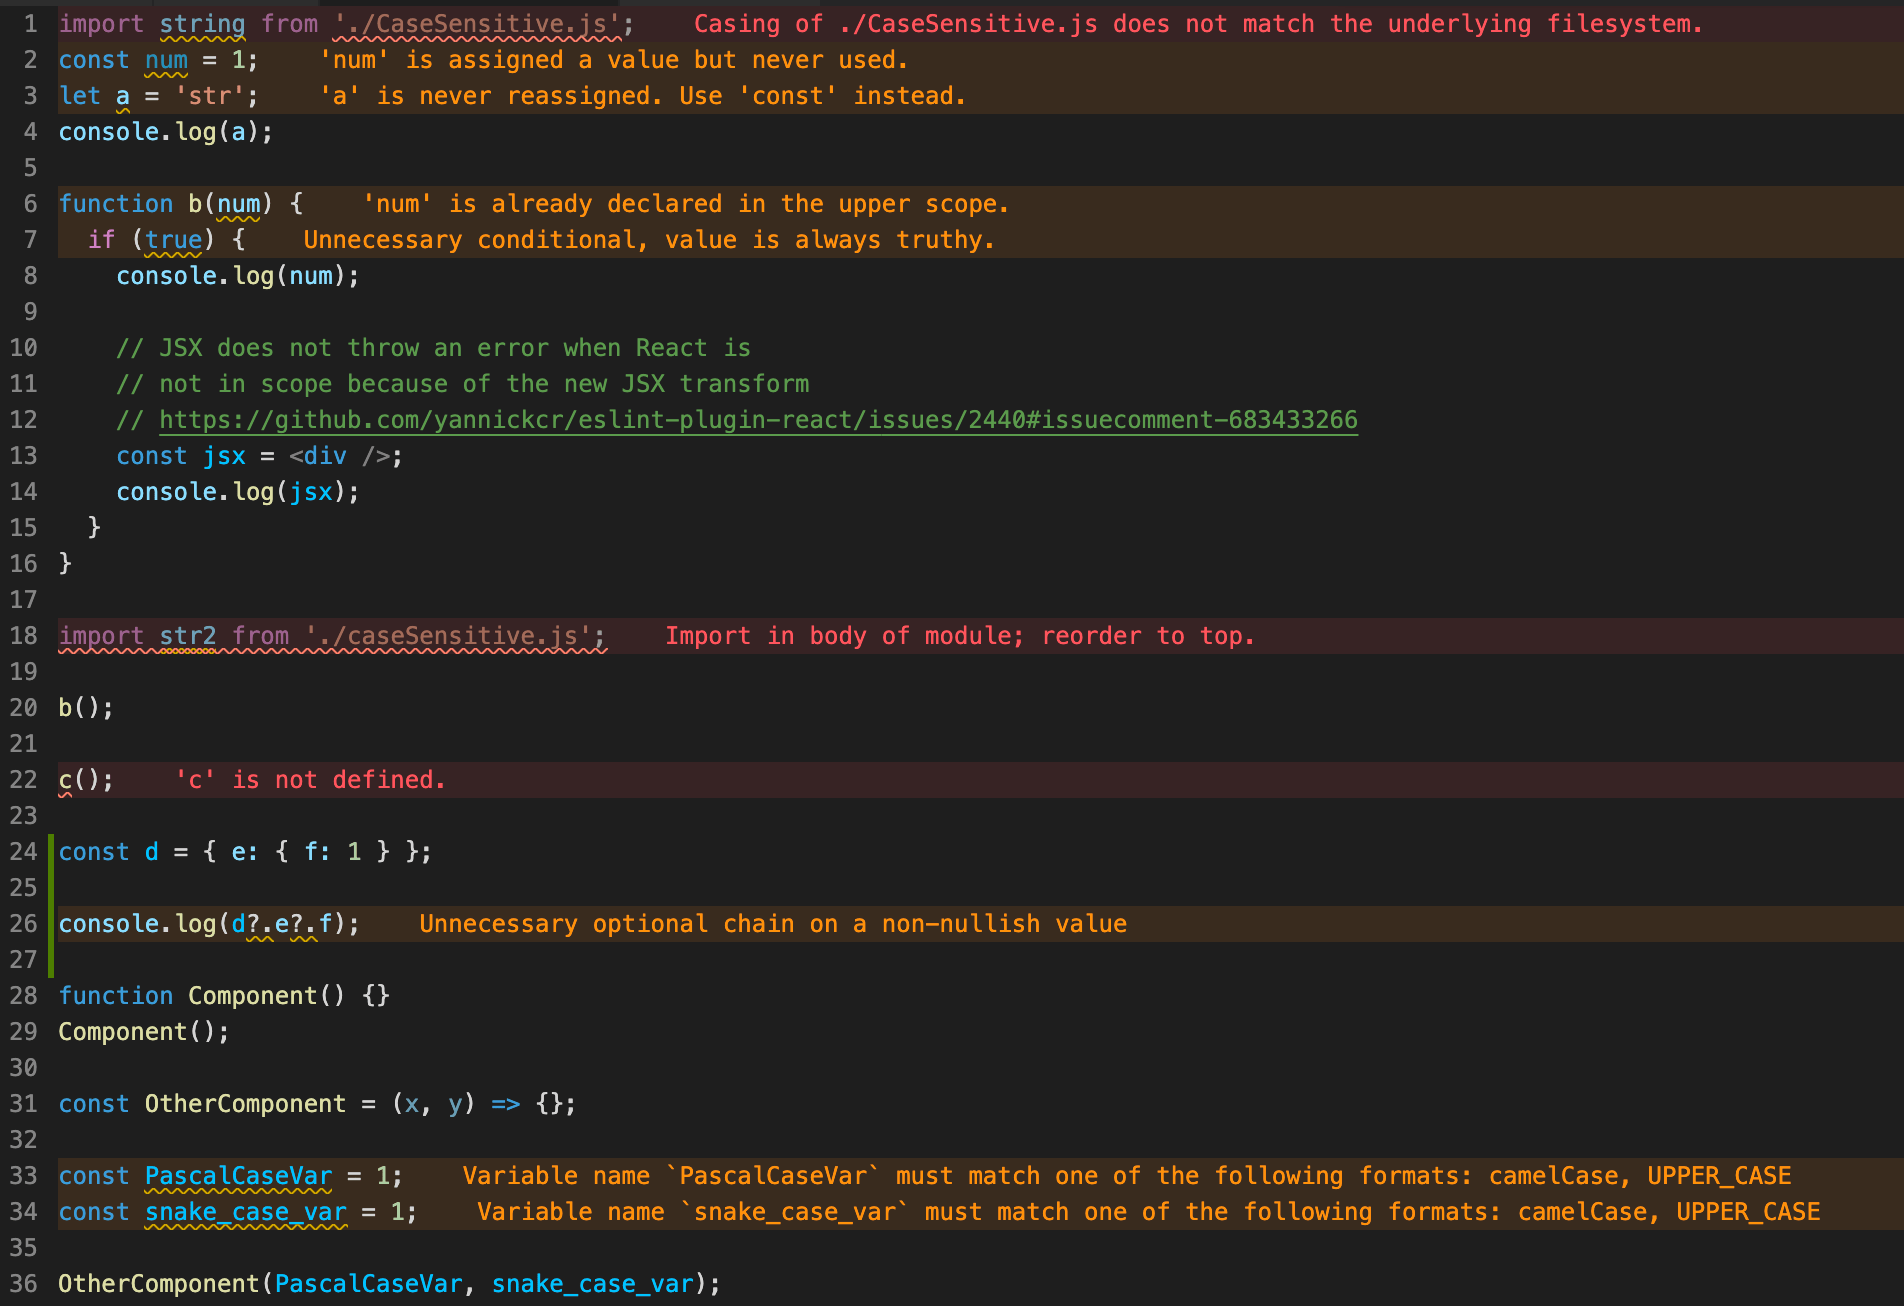 1 import string from './CaseSensitive.js'; Casing of ./CaseSensitive.js does not match the underlying filesystem.
2 const num = 1; 'num' is assigned a value but never used.
3 let a = 'str'; 'a' is never reassigned. Use 'const' instead.
4 console.log(a);
5
6 function b(num) { 'num' is already declared in the upper scope.
7 if (true) { Unnecessary conditional, value is always truthy.
8 console.log(num);
9
10 // JSX does not throw an error when React is
11 // not in scope because of the new JSX transform
12 // https://github.com/yannickcr/eslint-plugin-react/issues/2440#issuecomment-683433266
13 const jsx = <div />;
14 console.log(jsx);
15 }
16 }
17
18 import str2 from './caseSensitive.js'; Import in body of module; reorder to top.
19
20 b();
21
22 c(); 'c' is not defined.
23
24 const d = { e: { f: 1 } };
25
26 console.log(d?.e?.f); Unnecessary optional chain on a non-nullish value
27
28 function Component() {}
29 Component();
30
31 const OtherComponent = (x, y) => {};
32
33 const PascalCaseVar = 1; Variable name `PascalCaseVar` must match one of the following formats: camelCase, UPPER_CASE
34 const snake_case_var = 1; Variable name `snake_case_var` must match one of the following formats: camelCase, UPPER_CASE
35
36 OtherComponent(PascalCaseVar, snake_case_var);